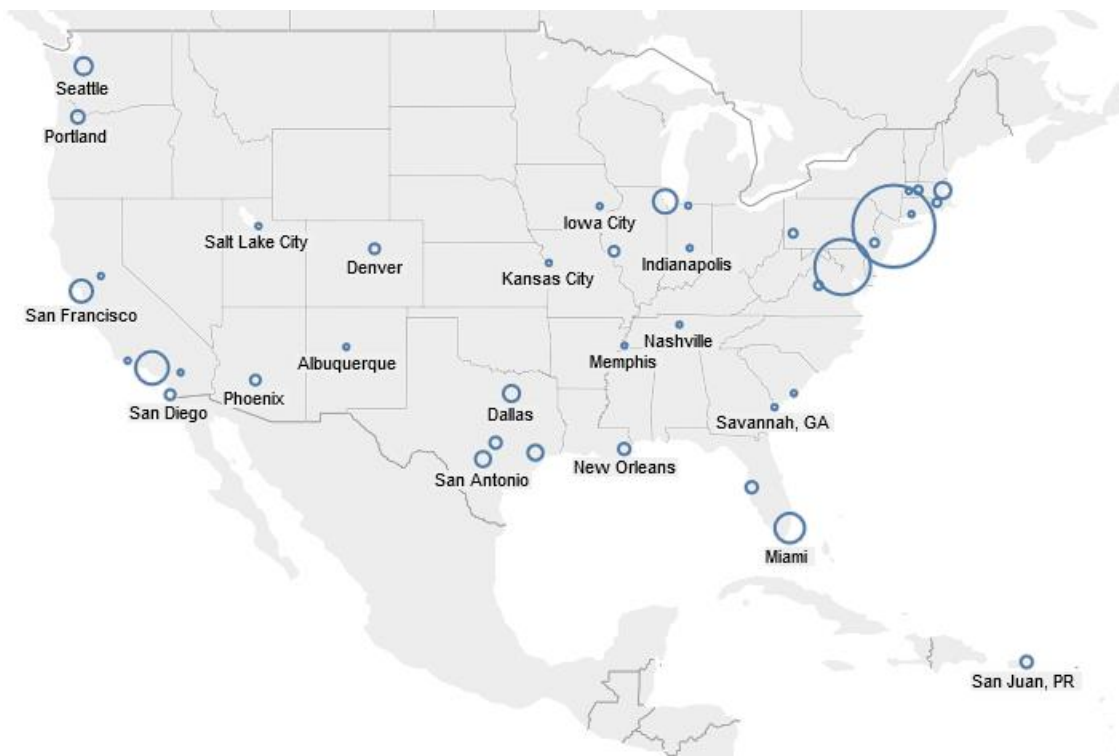 Seattle
Portland
Iowa City
Salt Lake City
Denver
Indianapolis
Kansas City
San Francisco
Nashville
Memphis
Albuquerque
Phoenix
San Diego
Dallas
Savannah, GA
New Orleans
San Antonio
Miami
San Juan, PR